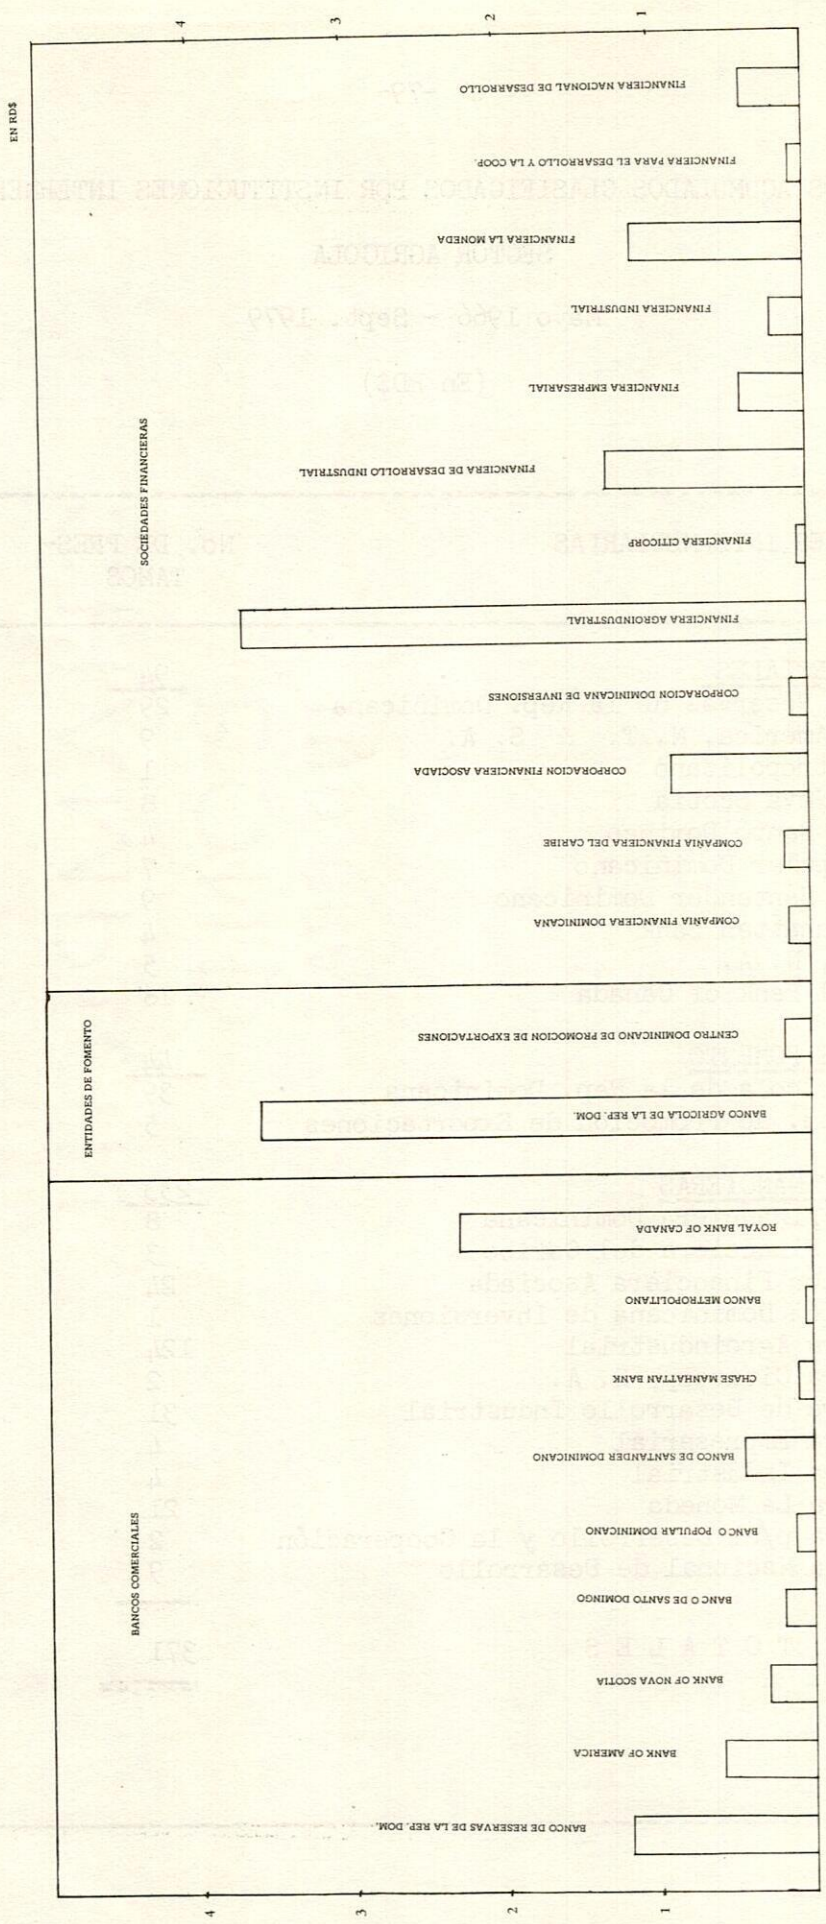 EN RD$
4 3 2 1
SOCIEDADES FINANCIERAS
FINANCIERA NACIONAL DE DESARROLLO
FINANCIERA PARA EL DESARROLLO Y LA COOP.
FINANCIERA LA MONEDA
FINANCIERA INDUSTRIAL
FINANCIERA EMPRESARIAL
FINANCIERA DE DESARROLLO INDUSTRIAL
FINANCIERA CITICORP
FINANCIERA AGROINDUSTRIAL
CORPORACION DOMINICANA DE INVERSIONES
CORPORACION FINANCIERA ASOCIADA
COMPAÑIA FINANCIERA DEL CARIBE
COMPAÑIA FINANCIERA DOMINICANA
ENTIDADES DE FOMENTO
CENTRO DOMINICANO DE PROMOCION DE EXPORTACIONES
BANCO AGRICOLA DE LA REP. DOM.
BANCOS COMERCIALES
ROYAL BANK OF CANADA
BANCO METROPOLITANO
CHASE MANHATTAN BANK
BANCO DE SANTANDER DOMINICANO
BANCO POPULAR DOMINICANO
BANCO DE SANTO DOMINGO
BANK OF NOVA SCOTIA
BANK OF AMERICA
BANCO DE RESERVAS DE LA REP. DOM.
4 3 2 1